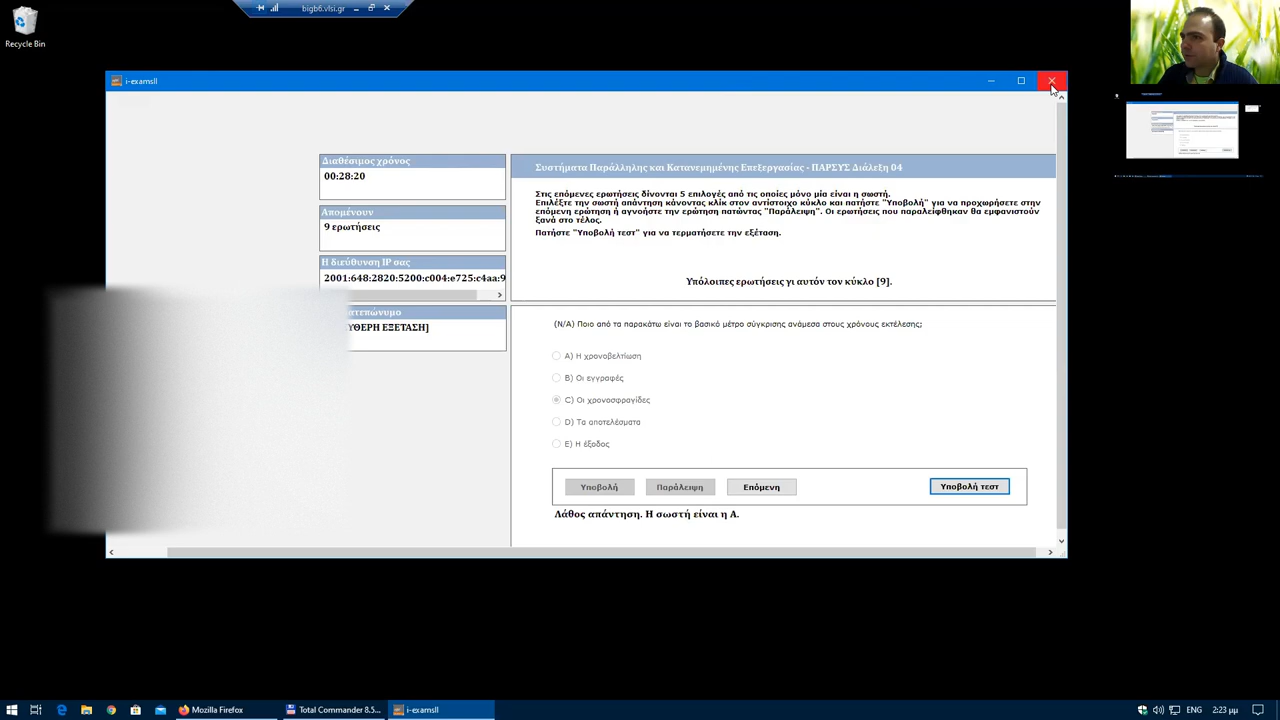 bigb6.vlsi.gr
Recycle Bin
i-examsII
Διαθέσιμος χρόνος
00:28:20
Απομένουν
9 ερωτήσεις
Η διεύθυνση IP σας
2001:648:2820:5200:c004:e725:c4aa:9
ατεπώνυμο
ΥΘΕΡΗ ΕΞΕΤΑΣΗ]
Συστήματα Παράλληλης και Κατανεμημένης Επεξεργασίας - ΠΑΡΣΥΣ Διάλεξη 04
Στις επόμενες ερωτήσεις δίνονται 5 επιλογές από τις οποίες μόνο μία είναι η σωστή.
Επιλέξτε την σωστή απάντηση κάνοντας κλίκ στον αντίστοιχο κύκλο και πατήστε "Υποβολή" για να προχωρήσετε στην
επόμενη ερώτηση ή αγνοήστε την ερώτηση πατώντας "Παράλειψη". Οι ερωτήσεις που παραλείφθηκαν θα εμφανιστούν
ξανά στο τέλος.
Πατήστε "Υποβολή τεστ" για να τερματήσετε την εξέταση.
Υπόλοιπες ερωτήσεις γι αυτόν τον κύκλο [9].
(N/A) Ποιο από τα παρακάτω είναι το βασικό μέτρο σύγκρισης ανάμεσα στους χρόνους εκτέλεσης;
A) Η χρονοβελτίωση
B) Οι εγγραφές
C) Οι χρονασφραγίδες
D) Τα αποτελέσματα
E) Η έξοδος
Υποβολή Παράλειψη Επόμενη Υποβολή τεστ
Λάθος απάντηση. Η σωστή είναι η Α.
Mozilla Firefox
Total Commander 8.5...
i-examsII
ENG
2:23 μμ